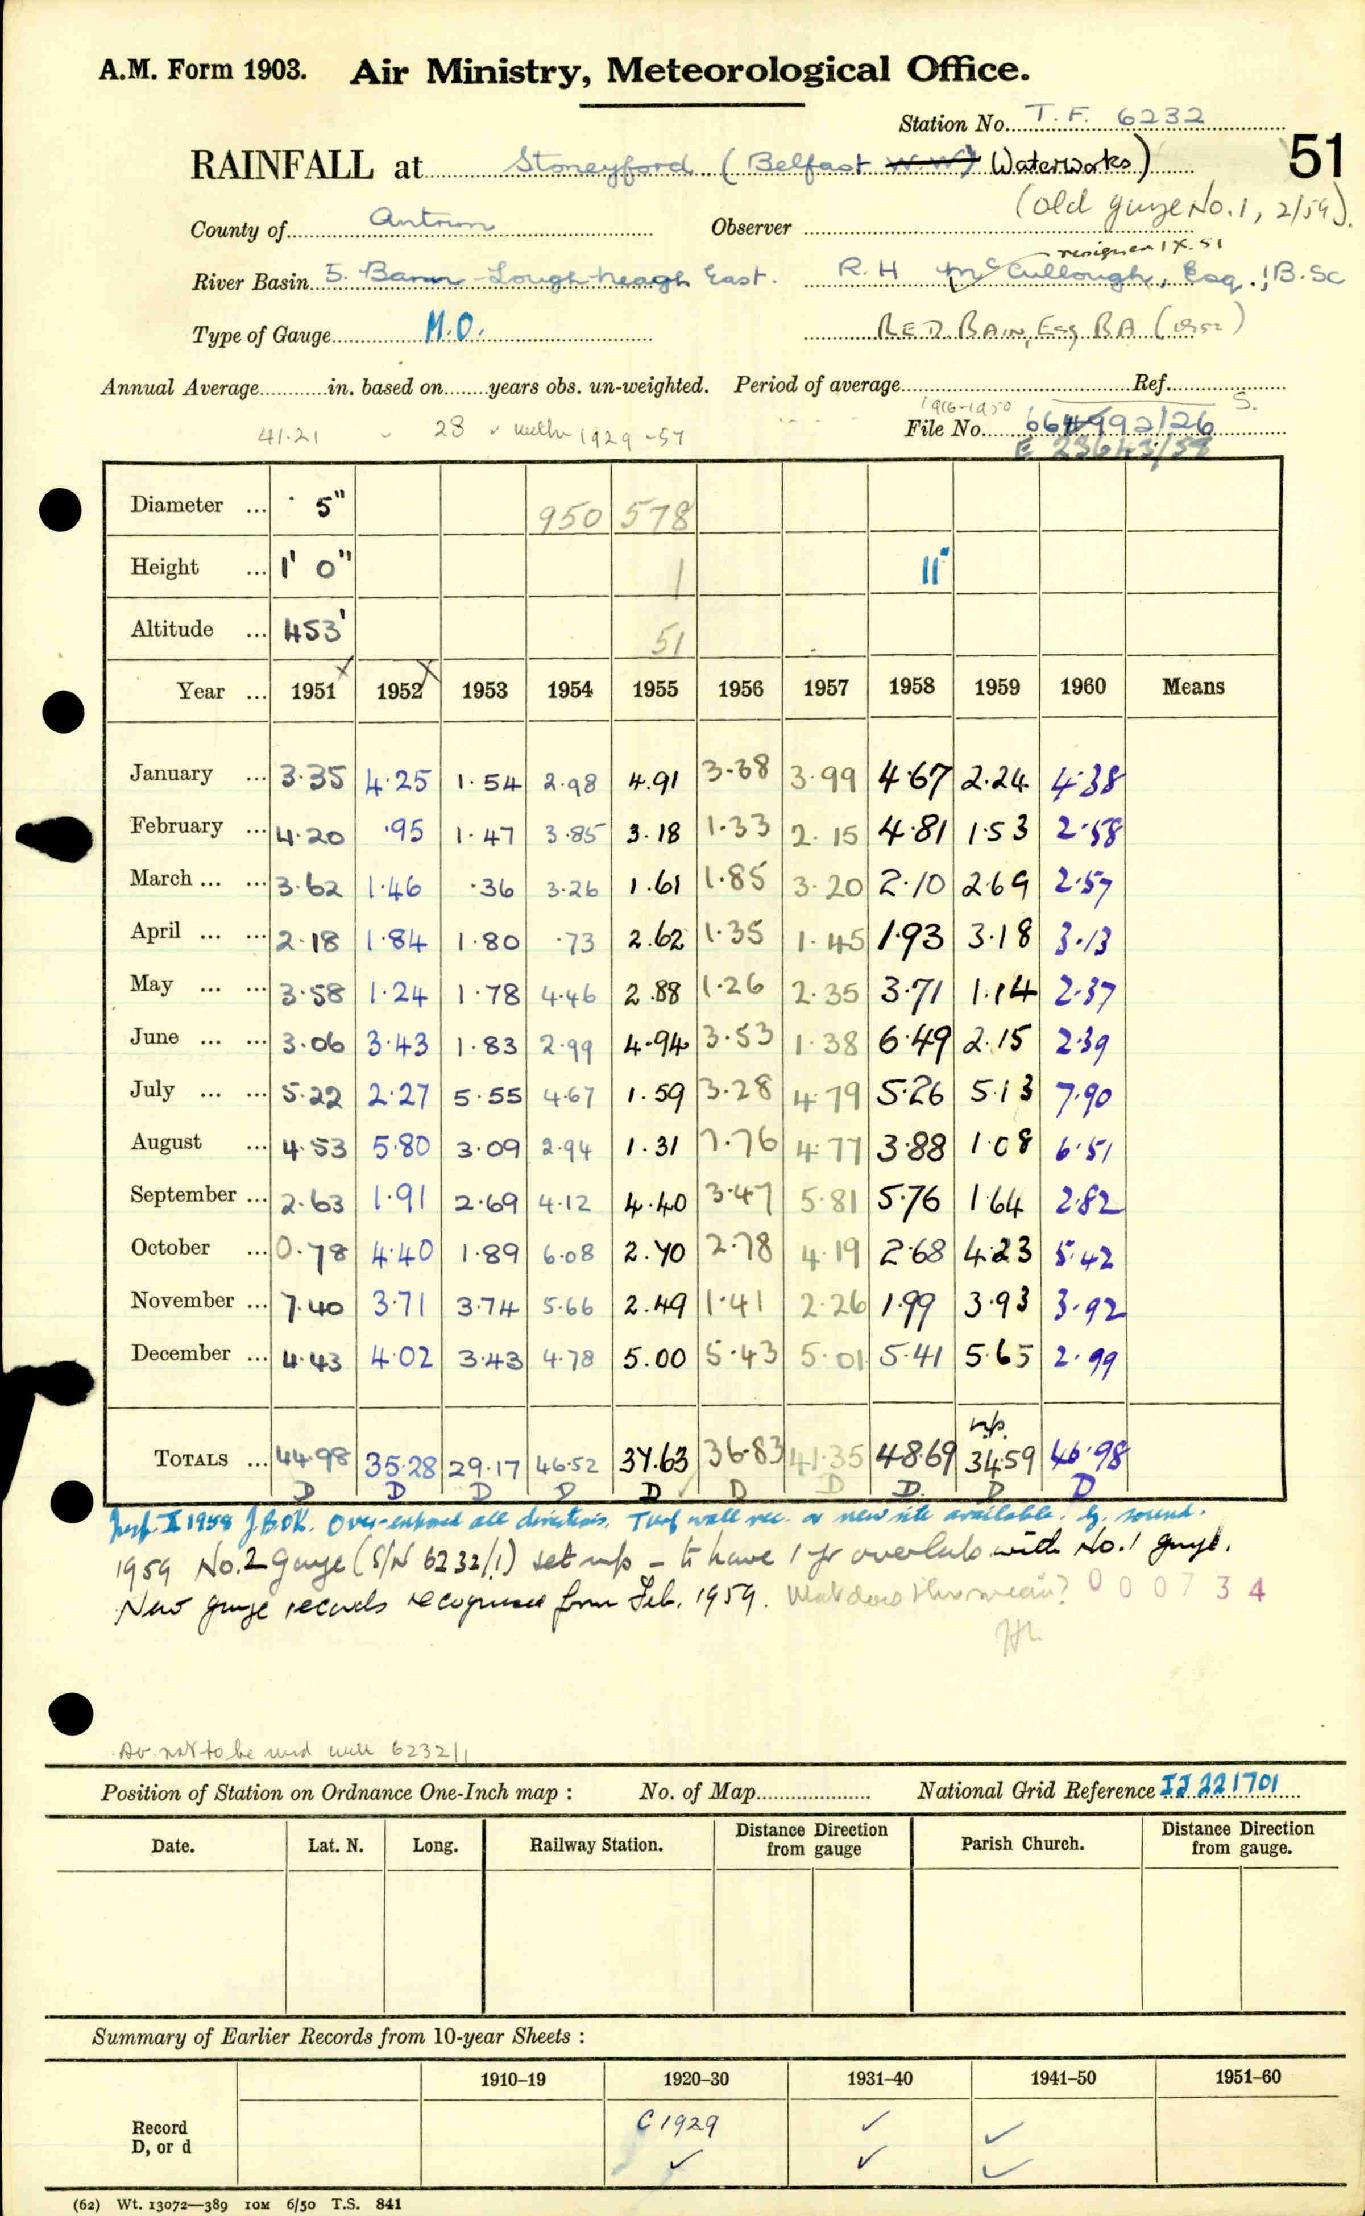 A.M. Form 1903. Air Ministry, Meteorological Office.
Station No. T.F. 6232
RAINFALL at Stoneyford (Belfast W.W) Waterworks) 51
(old gauge No. 1, 2/59).
County of Antrim Observer
resigned 1 X. 51
River Basin 5. Bann - Lough Neagh East. R.H McCullough, Esq., B.Sc
Type of Gauge M.O. R.E.D. BAIN, Esq BA (1952)
Annual Average in. based on years obs. un-weighted. Period of average Ref.
1916-1950 S.
41.21 28 1929-57 File No. 992/26
E 23643/58
Diameter ... 5" 950 578
Height ... 1' 0" 1 11"
Altitude ... 453' 51
Year ... 1951 X 1952 X 1953 1954 1955 1956 1957 1958 1959 1960 Means
January ... 3.35 4.25 1.54 2.98 4.91 3.38 3.99 4.67 2.24 4.38
February ... 4.20 .95 1.47 3.85 3.18 1.33 2.15 4.81 1.53 2.58
March ... ... 3.62 1.46 .36 3.26 1.61 1.85 3.20 2.10 2.69 2.57
April ... ... 2.18 1.84 1.80 .73 2.62 1.35 1.45 1.93 3.18 3.13
May ... ... 3.58 1.24 1.78 4.46 2.88 1.26 2.35 3.71 1.14 2.37
June ... ... 3.06 3.43 1.83 2.99 4.94 3.53 1.38 6.49 2.15 2.39
July ... ... 5.22 2.27 5.55 4.67 1.59 3.28 4.79 5.26 5.13 7.90
August ... 4.53 5.80 3.09 2.94 1.31 7.76 4.77 3.88 1.08 6.51
September ... 2.63 1.91 2.69 4.12 4.40 3.47 5.81 5.76 1.64 2.82
October ... 0.78 4.40 1.89 6.08 2.70 2.78 4.19 2.68 4.23 5.42
November ... 7.40 3.71 3.74 5.66 2.49 1.41 2.26 1.99 3.93 3.92
December ... 4.43 4.02 3.43 4.78 5.00 5.43 5.01 5.41 5.65 2.99
n/p.
TOTALS ... 44.98 35.28 29.17 46.52 37.63 36.83 41.35 48.69 34.59 46.98
D D D D D ✓ D D D. D D
Insp. X 1958 J.B.O'K. Over-exposed all directions. Turf wall rec. or new site available. Eq. sound.
1959 No.2 gauge (S/N 6232/1) set up - to have 1 yr overlap with No.1 gauge.
New gauge records recognised from Feb. 1959. What does this mean? 000734
Av. not to be used with 6232/1
Position of Station on Ordnance One-Inch map : No. of Map National Grid Reference IJ 221701
Date. Lat. N. Long. Railway Station. Distance Direction from gauge Parish Church. Distance Direction from gauge.
Summary of Earlier Records from 10-year Sheets :
1910–19 1920–30 1931–40 1941–50 1951–60
Record C 1929 ✓ ✓
D, or d ✓ ✓ ✓
(62) Wt. 13072—389 10M 6/50 T.S. 841